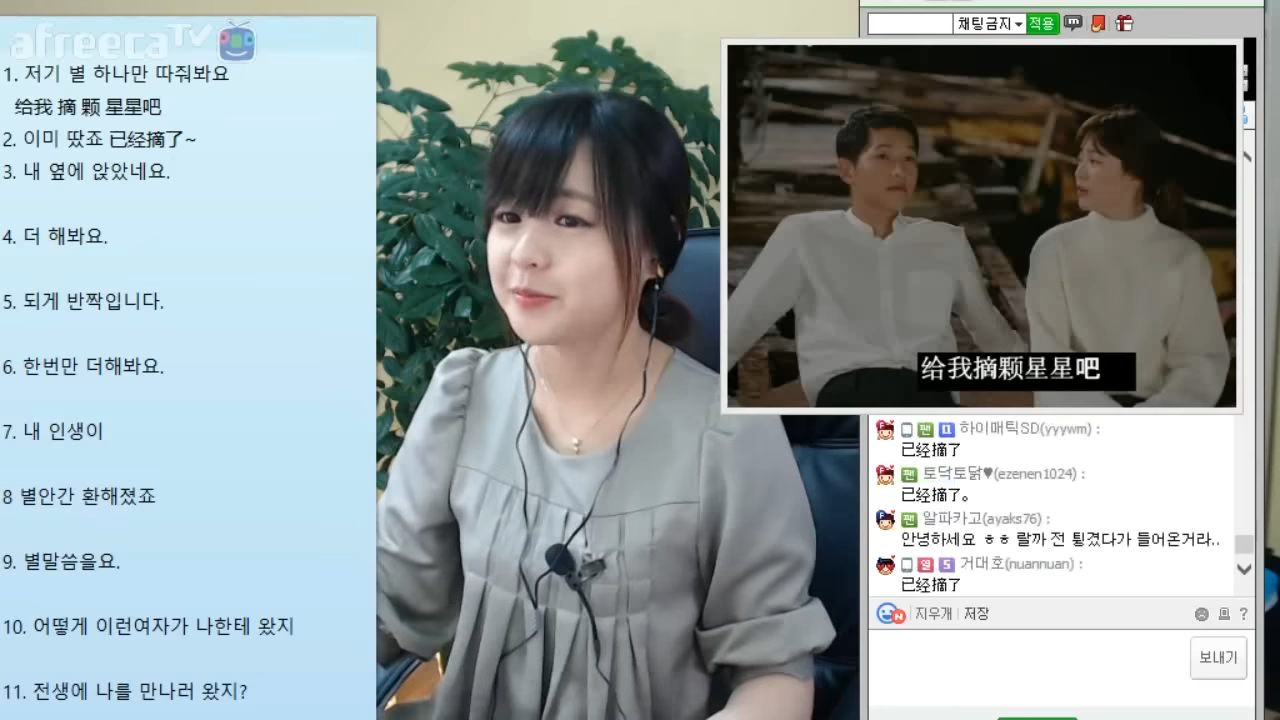 afreecaTV
1. 저기 별 하나만 따줘봐요
给我 摘 颗 星星吧
2. 이미 땄죠 已经摘了~
3. 내 옆에 앉았네요.
4. 더 해봐요.
5. 되게 반짝입니다.
6. 한번만 더해봐요.
7. 내 인생이
8 별안간 환해졌죠
9. 별말씀을요.
10. 어떻게 이런여자가 나한테 왔지
11. 전생에 나를 만나러 왔지?
채팅금지 적용
给我摘颗星星吧
팬 하이매틱SD(yyywm) :
已经摘了
팬 토닥토닭♥(ezenen1024) :
已经摘了。
팬 알파카고(ayaks76) :
안녕하세요 ㅎㅎ 랄까 전 튕겼다가 들어온거라..
열 5 거대호(nuannuan) :
已经摘了
N 지우개 저장 ?
보내기